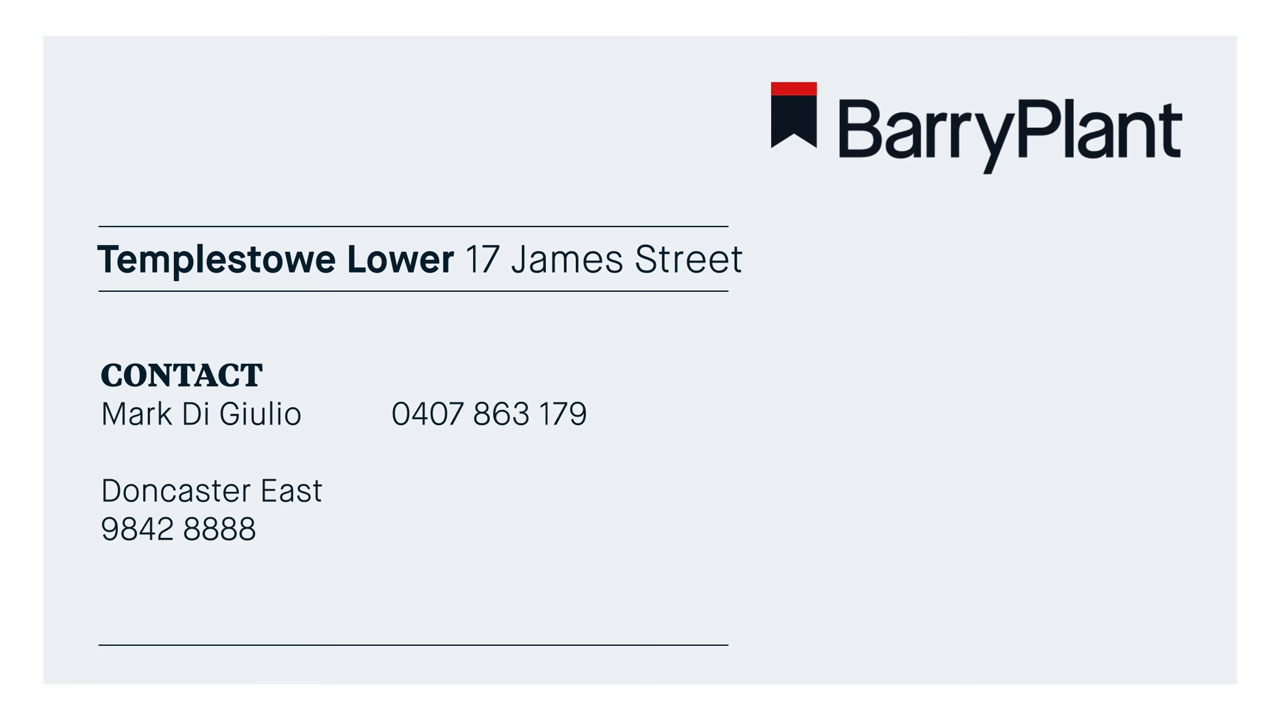 BarryPlant
Templestowe Lower 17 James Street
CONTACT
Mark Di Giulio 0407 863 179
Doncaster East
9842 8888